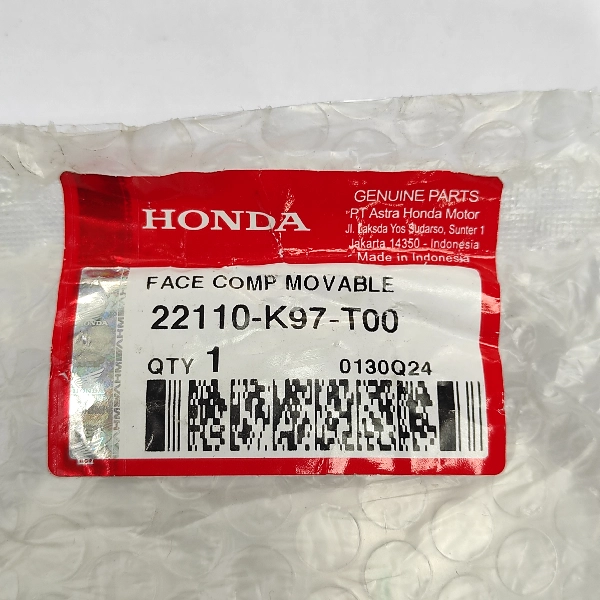 HONDA
GENUINE PARTS
PT Astra Honda Motor
Jl. Laksda Yos Sudarso, Sunter 1
Jakarta 14350 - Indonesia
Made in Indonesia
FACE COMP MOVABLE
22110-K97-T00
QTY 1
0130Q24
HONDA